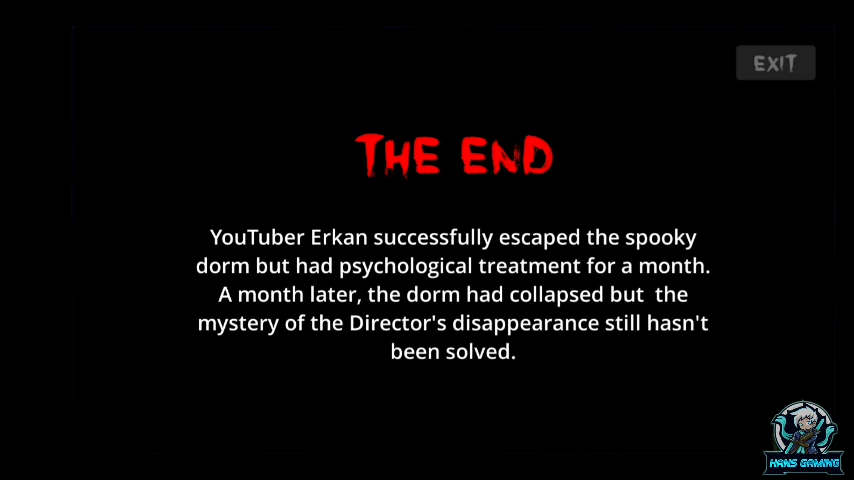 EXIT
THE END
YouTuber Erkan successfully escaped the spooky
dorm but had psychological treatment for a month.
A month later, the dorm had collapsed but  the
mystery of the Director's disappearance still hasn't
been solved.
HANS GAMING